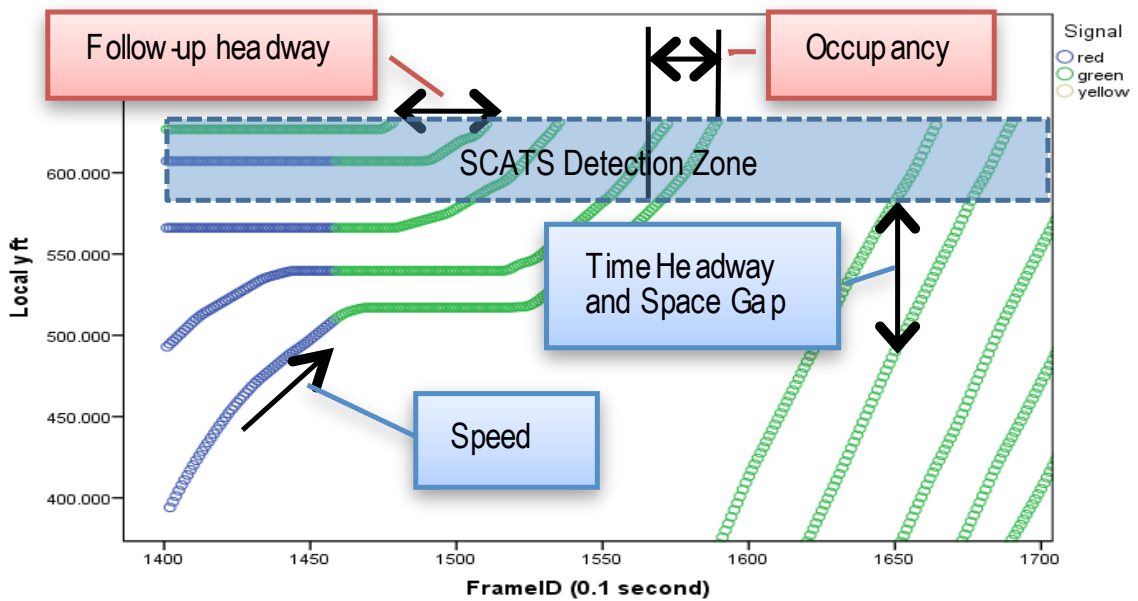 Follow-up headway
Occupancy
Signal
red
green
yellow
SCATS Detection Zone
Time Headway
and Space Gap
Speed
Local y ft
600.000
550.000
500.000
450.000
400.000
1400
1450
1500
1550
1600
1650
1700
FrameID (0.1 second)